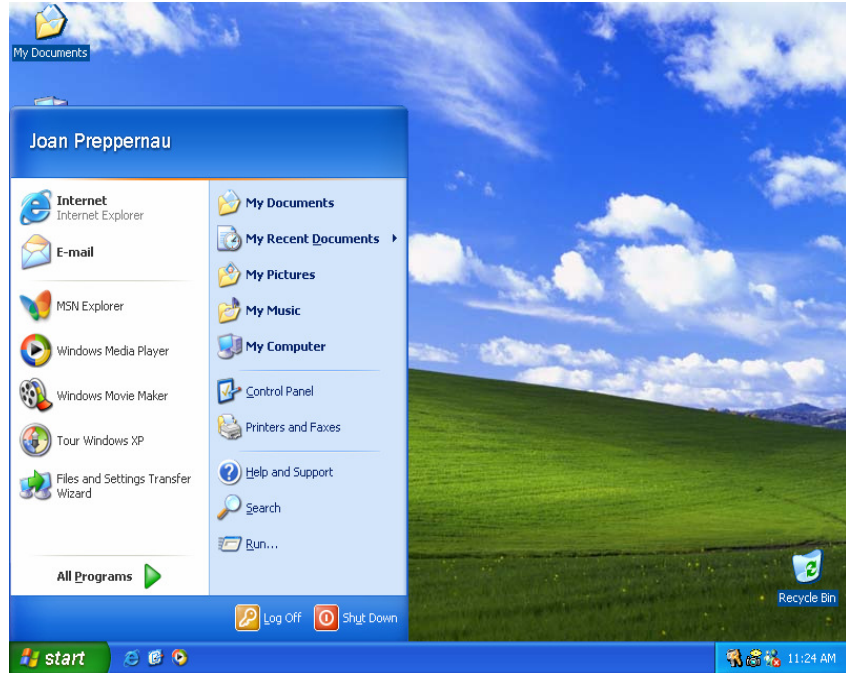 My Documents
Joan Preppernau
Internet
Internet Explorer
E-mail
MSN Explorer
Windows Media Player
Windows Movie Maker
Tour Windows XP
Files and Settings Transfer
Wizard
All Programs
My Documents
My Recent Documents
My Pictures
My Music
My Computer
Control Panel
Printers and Faxes
Help and Support
Search
Run...
Log Off
Shut Down
Recycle Bin
start
11:24 AM